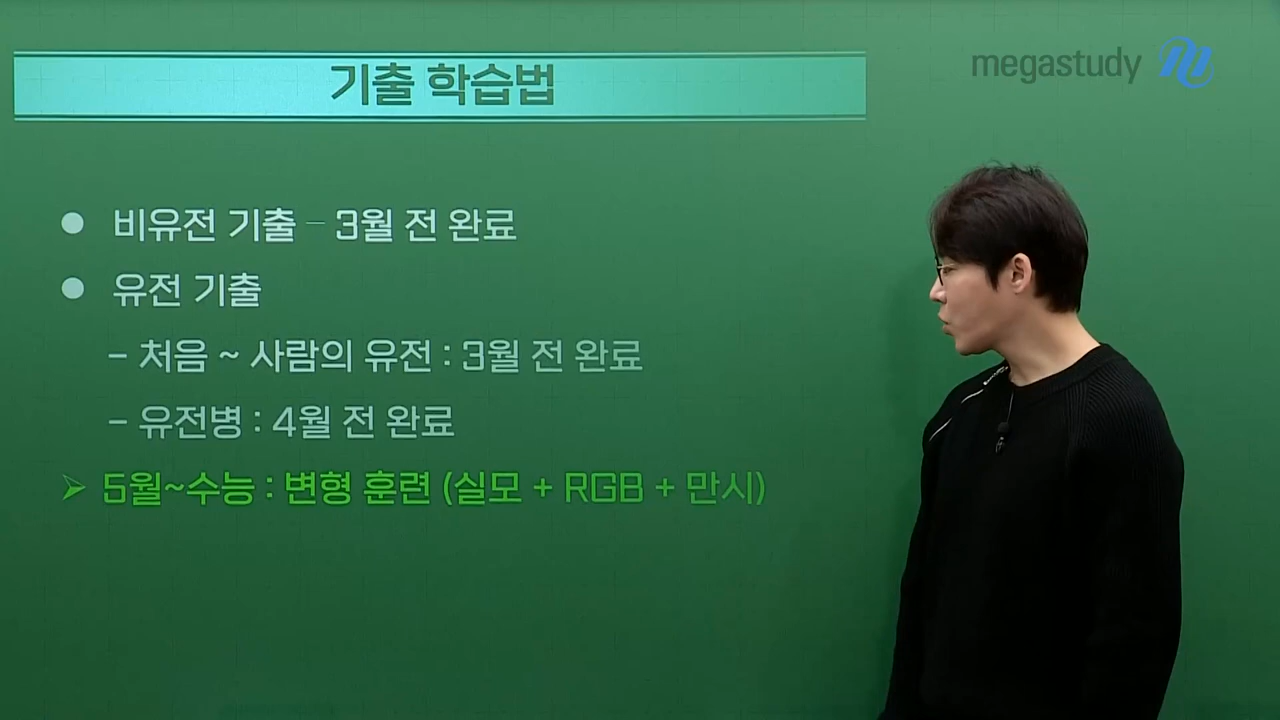 기출 학습법
megastudy
● 비유전 기출 – 3월 전 완료
● 유전 기출
– 처음 ~ 사람의 유전 : 3월 전 완료
– 유전병 : 4월 전 완료
➢ 5월~수능 : 변형 훈련 (실모 + RGB + 만시)